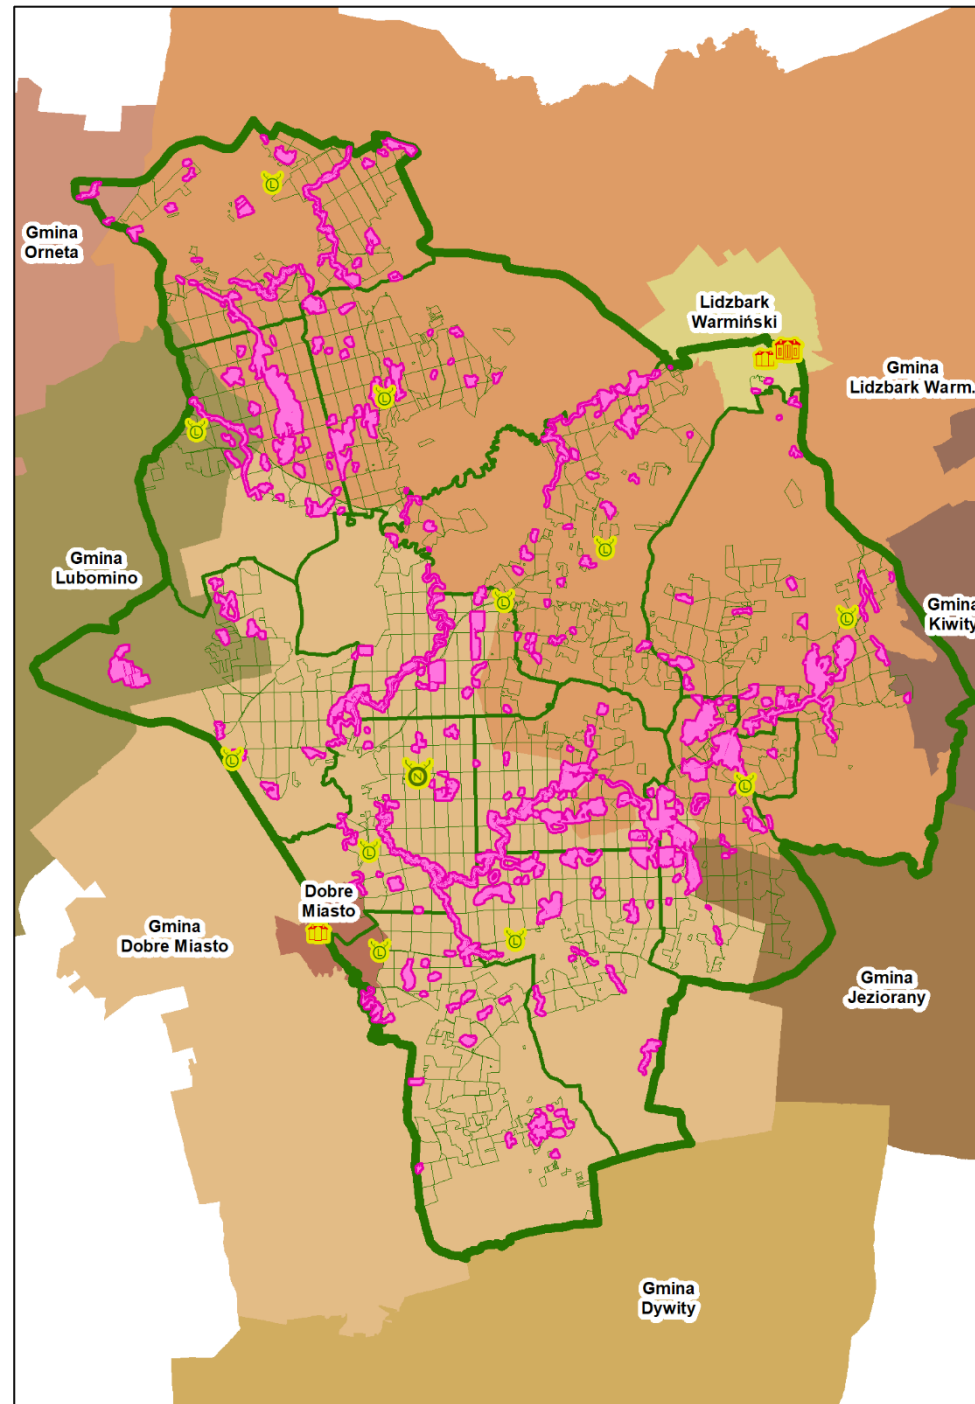 Gmina
Orneta
Lidzbark
Warmiński
Gmina
Lidzbark Warm.
Gmina
Lubomino
Gmina
Kiwity
Dobre
Miasto
Gmina
Dobre Miasto
Gmina
Jeziorany
Gmina
Dywity
L
L
L
L
L
L
L
N
L
L
L
L